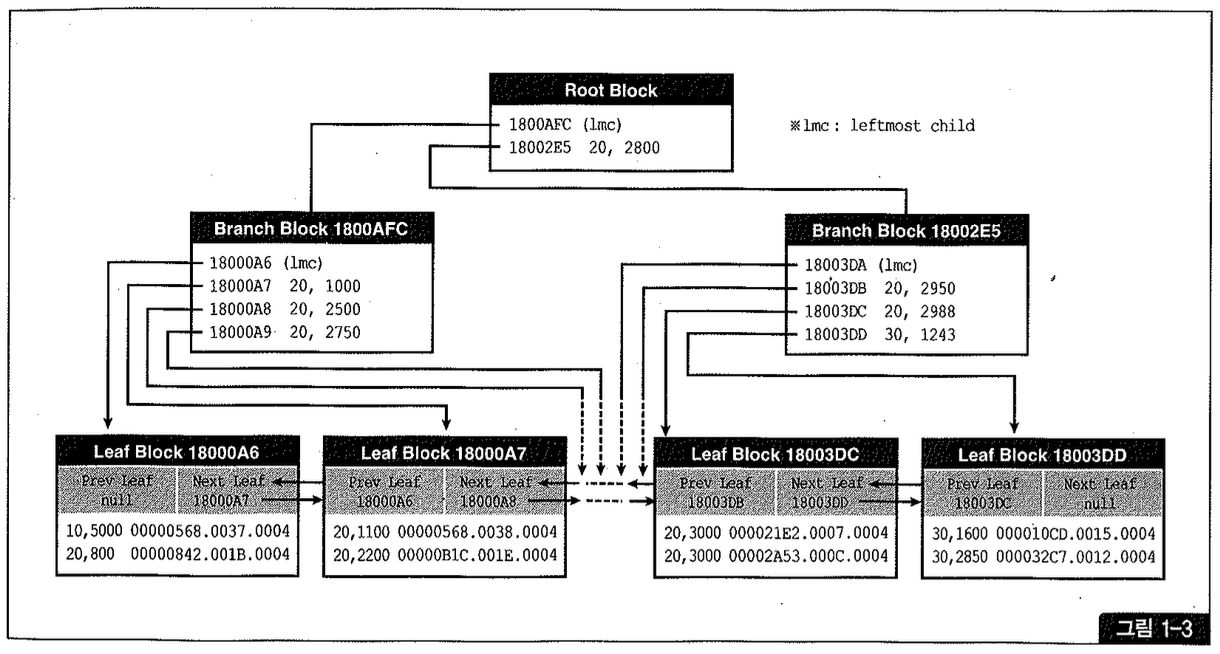 Root Block
1800AFC (lmc)
18002E5 20, 2800
※lmc : leftmost child
Branch Block 1800AFC
18000A6 (lmc)
18000A7 20, 1000
18000A8 20, 2500
18000A9 20, 2750
Branch Block 18002E5
18003DA (lmc)
18003DB 20, 2950
18003DC 20, 2988
18003DD 30, 1243
Leaf Block 18000A6
Prev Leaf
null
Next Leaf
18000A7
10,5000 00000568.0037.0004
20,800 00000842.001B.0004
Leaf Block 18000A7
Prev Leaf
18000A6
Next Leaf
18000A8
20,1100 00000568.0038.0004
20,2200 00000B1C.001E.0004
Leaf Block 18003DC
Prev Leaf
18003DB
Next Leaf
18003DD
20,3000 000021E2.0007.0004
20,3000 00002A53.000C.0004
Leaf Block 18003DD
Prev Leaf
18003DC
Next Leaf
null
30,1600 000010CD.0015.0004
30,2850 000032C7.0012.0004
그림 1-3